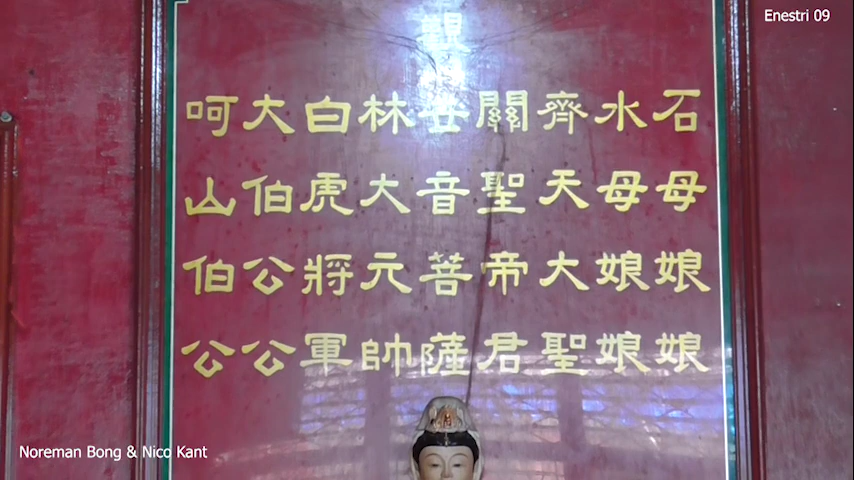 Enestri 09
石母娘娘
水母娘娘
齊天大聖
關聖帝君
觀世音菩薩
林大元帥
白虎將軍
大伯公公
呵山伯公
Noreman Bong & Nico Kant